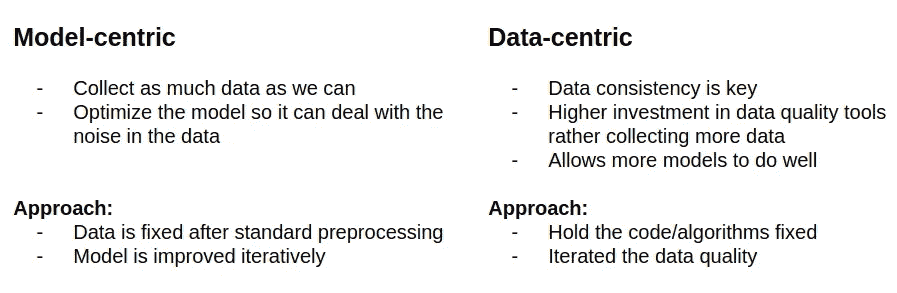 Model-centric
- Collect as much data as we can
- Optimize the model so it can deal with the
noise in the data
Approach:
- Data is fixed after standard preprocessing
- Model is improved iteratively
Data-centric
- Data consistency is key
- Higher investment in data quality tools
rather collecting more data
- Allows more models to do well
Approach:
- Hold the code/algorithms fixed
- Iterated the data quality